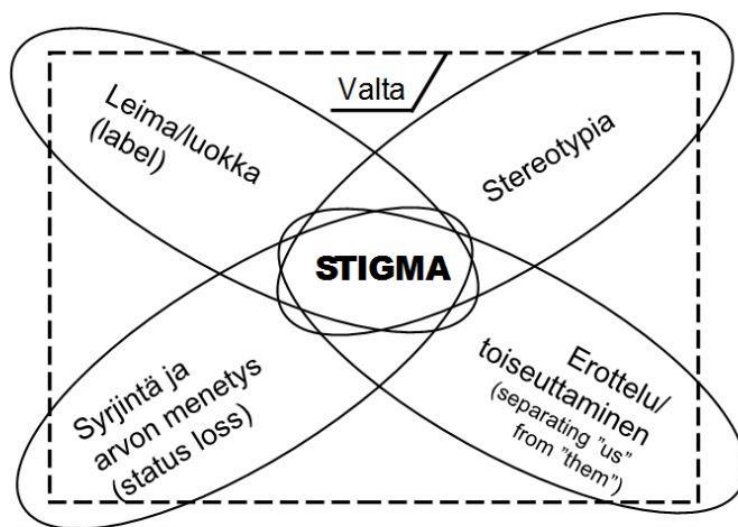 Valta
Leima/luokka
(label)
Stereotypia
STIGMA
Syrjintä ja
arvon menetys
(status loss)
Erottelu/
toiseuttaminen
(separating ”us”
from ”them”)